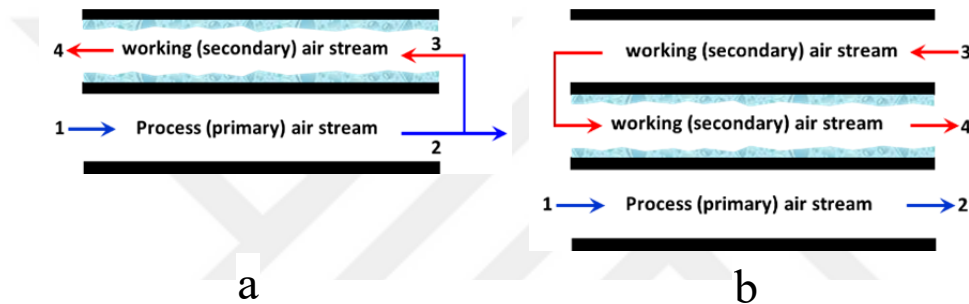 4
working (secondary) air stream
3
1
Process (primary) air stream
2
a
working (secondary) air stream
3
working (secondary) air stream
4
1
Process (primary) air stream
2
b